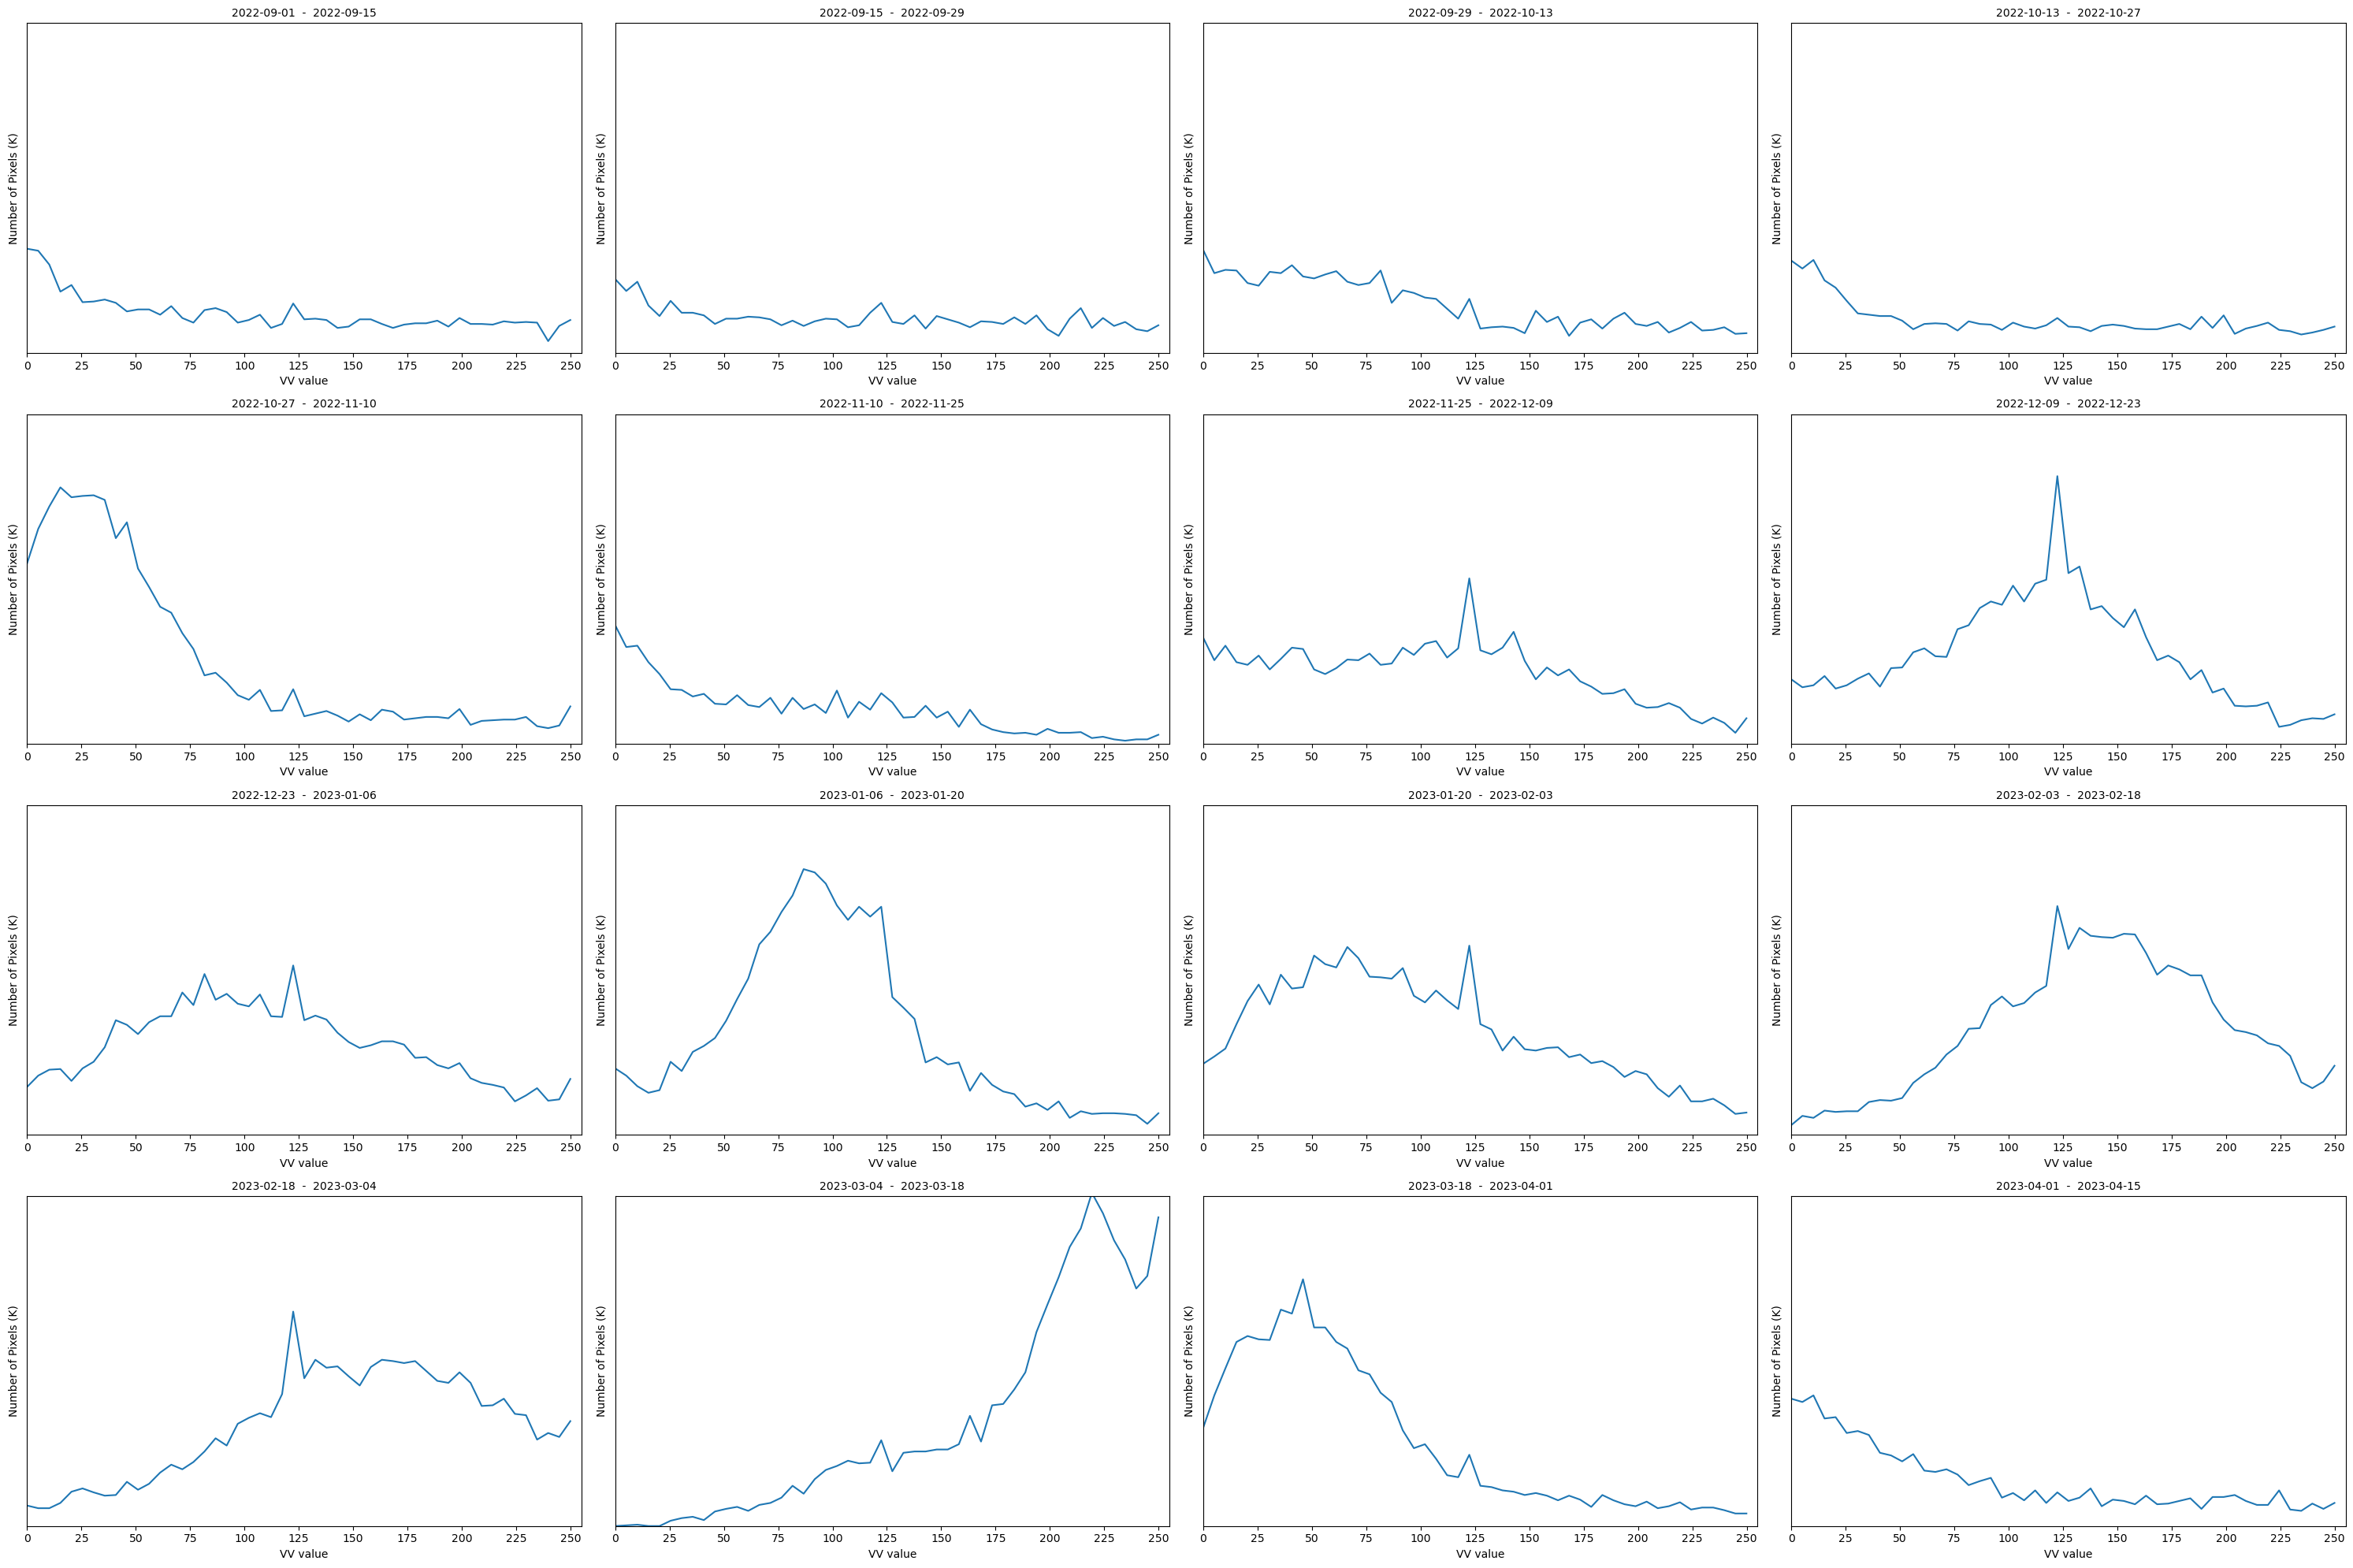 2022-09-01 - 2022-09-15
Number of Pixels (K)
0 25 50 75 100 125 150 175 200 225 250
VV value
2022-09-15 - 2022-09-29
Number of Pixels (K)
0 25 50 75 100 125 150 175 200 225 250
VV value
2022-09-29 - 2022-10-13
Number of Pixels (K)
0 25 50 75 100 125 150 175 200 225 250
VV value
2022-10-13 - 2022-10-27
Number of Pixels (K)
0 25 50 75 100 125 150 175 200 225 250
VV value
2022-10-27 - 2022-11-10
Number of Pixels (K)
0 25 50 75 100 125 150 175 200 225 250
VV value
2022-11-10 - 2022-11-25
Number of Pixels (K)
0 25 50 75 100 125 150 175 200 225 250
VV value
2022-11-25 - 2022-12-09
Number of Pixels (K)
0 25 50 75 100 125 150 175 200 225 250
VV value
2022-12-09 - 2022-12-23
Number of Pixels (K)
0 25 50 75 100 125 150 175 200 225 250
VV value
2022-12-23 - 2023-01-06
Number of Pixels (K)
0 25 50 75 100 125 150 175 200 225 250
VV value
2023-01-06 - 2023-01-20
Number of Pixels (K)
0 25 50 75 100 125 150 175 200 225 250
VV value
2023-01-20 - 2023-02-03
Number of Pixels (K)
0 25 50 75 100 125 150 175 200 225 250
VV value
2023-02-03 - 2023-02-18
Number of Pixels (K)
0 25 50 75 100 125 150 175 200 225 250
VV value
2023-02-18 - 2023-03-04
Number of Pixels (K)
0 25 50 75 100 125 150 175 200 225 250
VV value
2023-03-04 - 2023-03-18
Number of Pixels (K)
0 25 50 75 100 125 150 175 200 225 250
VV value
2023-03-18 - 2023-04-01
Number of Pixels (K)
0 25 50 75 100 125 150 175 200 225 250
VV value
2023-04-01 - 2023-04-15
Number of Pixels (K)
0 25 50 75 100 125 150 175 200 225 250
VV value